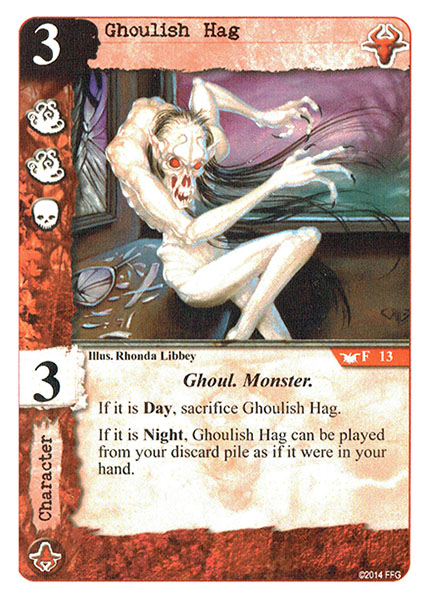 3
Ghoulish Hag
Illus. Rhonda Libbey
F 13
3
Ghoul. Monster.
If it is Day, sacrifice Ghoulish Hag.
If it is Night, Ghoulish Hag can be played
from your discard pile as if it were in your
hand.
Character
©2014 FFG